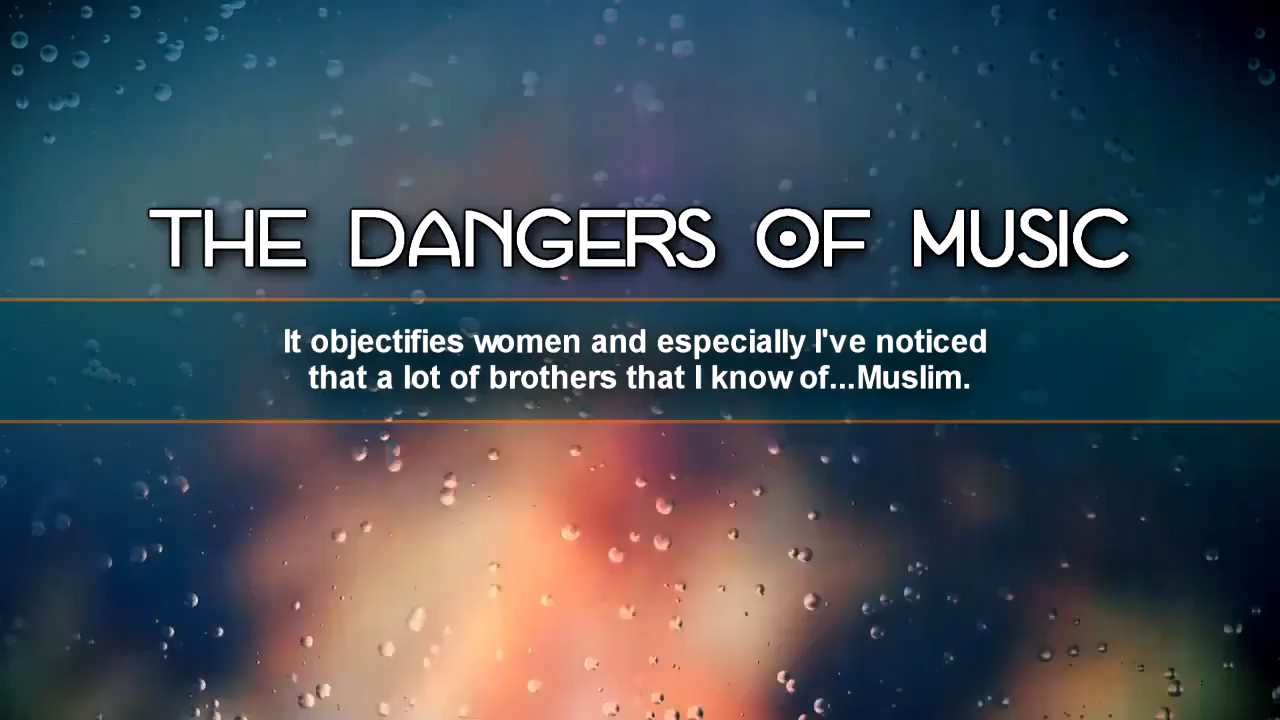 THE DANGERS OF MUSIC
It objectifies women and especially I've noticed
that a lot of brothers that I know of...Muslim.